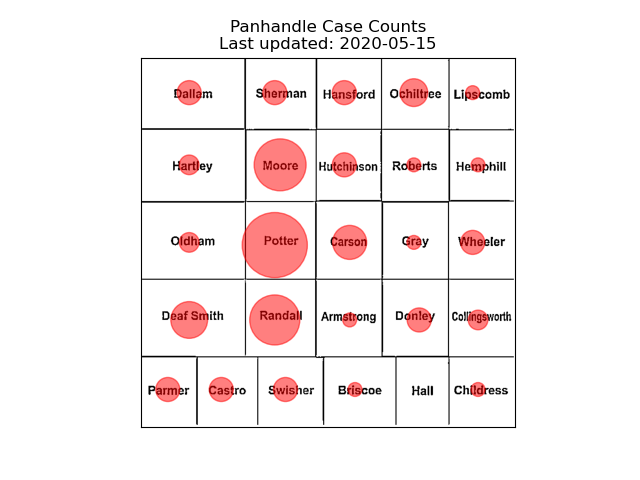 Panhandle Case Counts
Last updated: 2020-05-15
Dallam Sherman Hansford Ochiltree Lipscomb
Hartley Moore Hutchinson Roberts Hemphill
Oldham Potter Carson Gray Wheeler
Deaf Smith Randall Armstrong Donley Collingsworth
Parmer Castro Swisher Briscoe Hall Childress